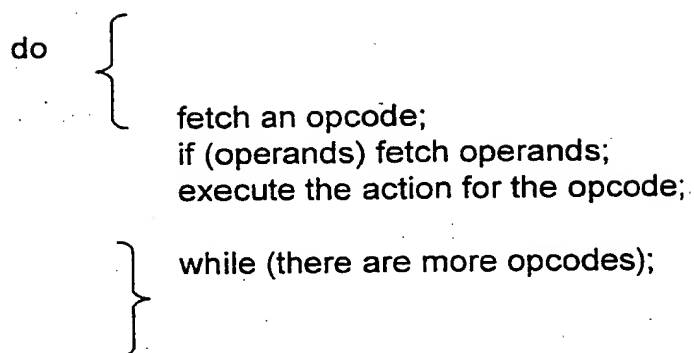 do {
fetch an opcode;
if (operands) fetch operands;
execute the action for the opcode;
} while (there are more opcodes);